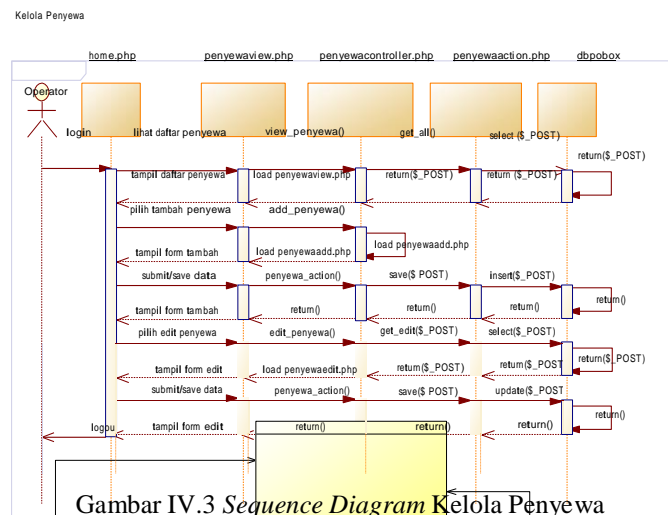 Kelola Penyewa
home.php penyewaview.php penyewacontroller.php penyewaaction.php dbpobox
Operator
login lihat daftar penyewa view_penyewa() get_all() select ($_POST)
return($_POST)
tampil daftar penyewa load penyewaview.php return($_POST) return ($_POST)
pilih tambah penyewa add_penyewa()
load penyewaadd.php
tampil form tambah load penyewaadd.php
submit/save data penyewa_action() save($ POST) insert($_POST)
return()
tampil fom tambah return() return() return()
pilih edit penyewa edit_penyewa() get_edit($_POST) select($_POST)
return($_POST)
tampil form edit load penyewaedit.php return($_POST) return($_POST
submit/save data penyewa_action() save($ POST) update($_POST
return()
logou tampil fom edit return() return() return()
Gambar IV.3 Sequence Diagram Kelola Penyewa